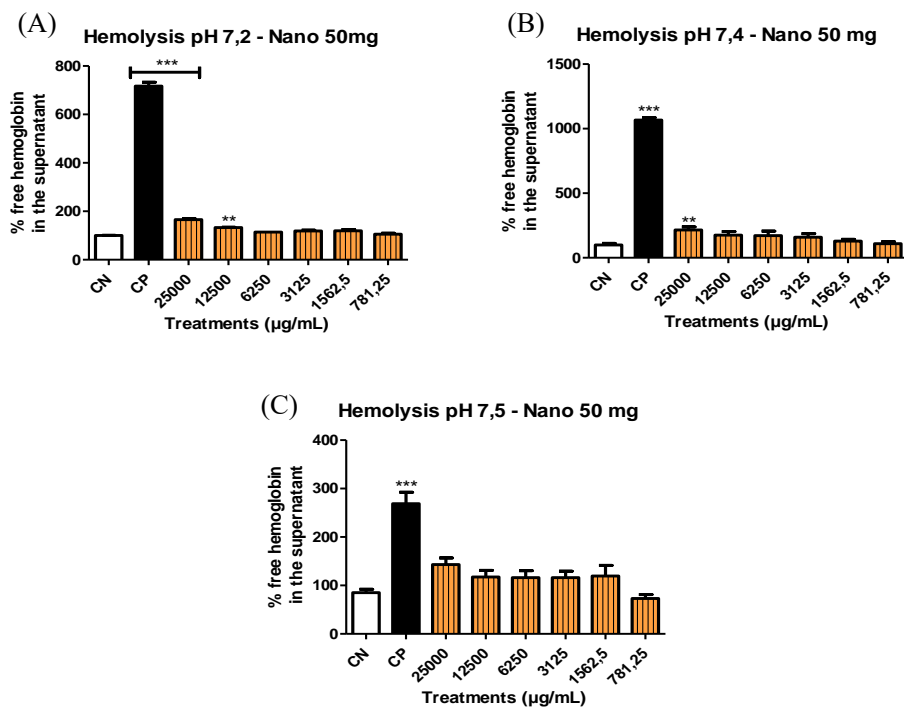 (A)
Hemolysis pH 7,2 - Nano 50mg
% free hemoglobin
in the supernatant
800
600
400
200
0
***
**
CN
CP
25000
12500
6250
3125
1562,5
781,25
Treatments (µg/mL)
(B)
Hemolysis pH 7,4 - Nano 50 mg
% free hemoglobin
in the supernatant
1500
1000
500
0
***
**
CN
CP
25000
12500
6250
3125
1562,5
781,25
Treatments (µg/mL)
(C)
Hemolysis pH 7,5 - Nano 50 mg
% free hemoglobin
in the supernatant
400
300
200
100
0
***
CN
CP
25000
12500
6250
3125
1562,5
781,25
Treatments (µg/mL)